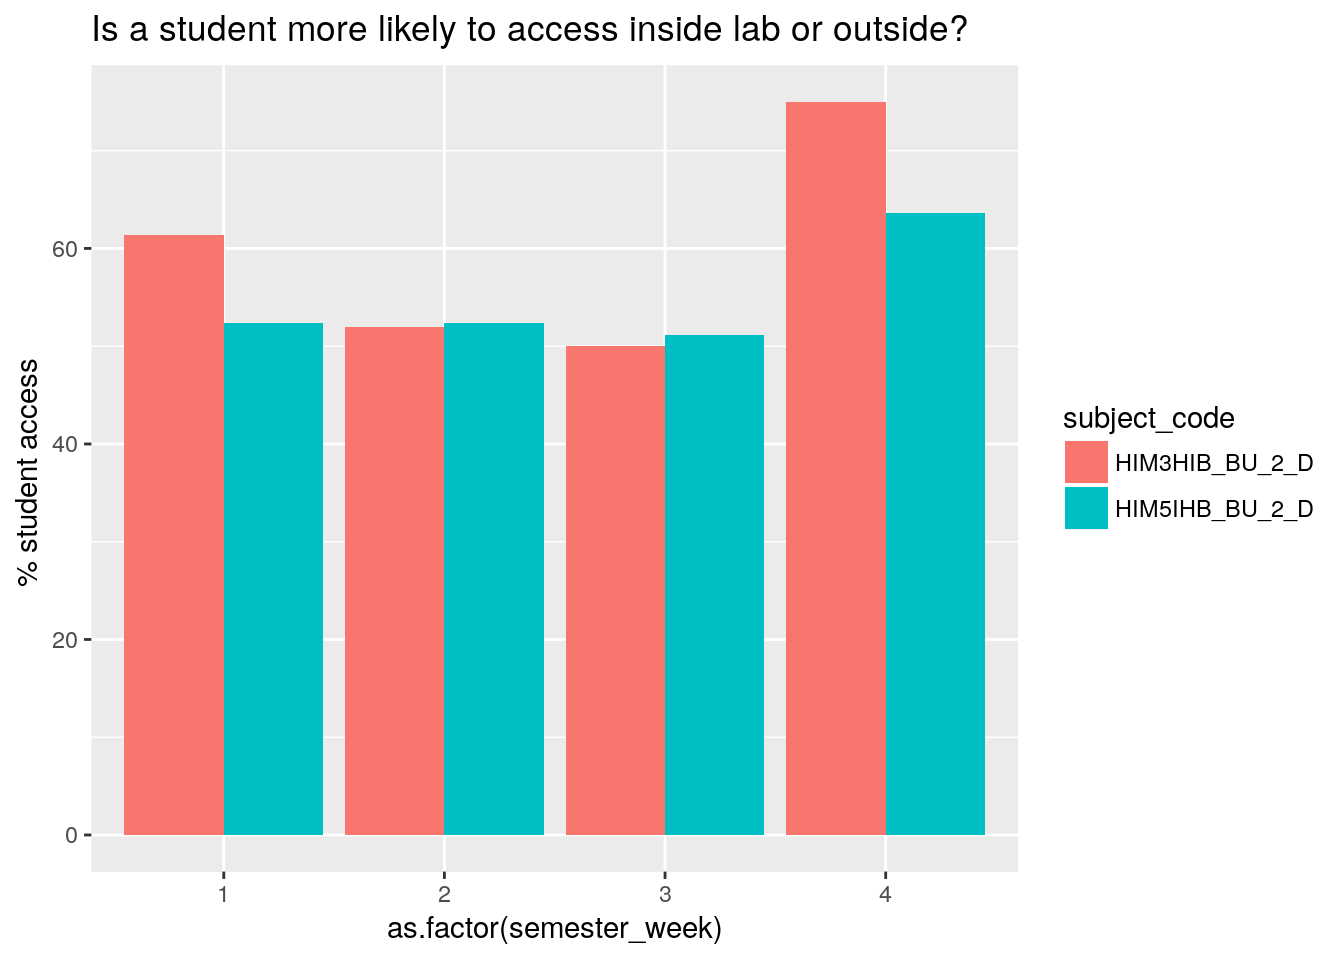 Is a student more likely to access inside lab or outside?
% student access
60
40
20
0
1 2 3 4
as.factor(semester_week)
subject_code
HIM3HIB_BU_2_D
HIM5IHB_BU_2_D